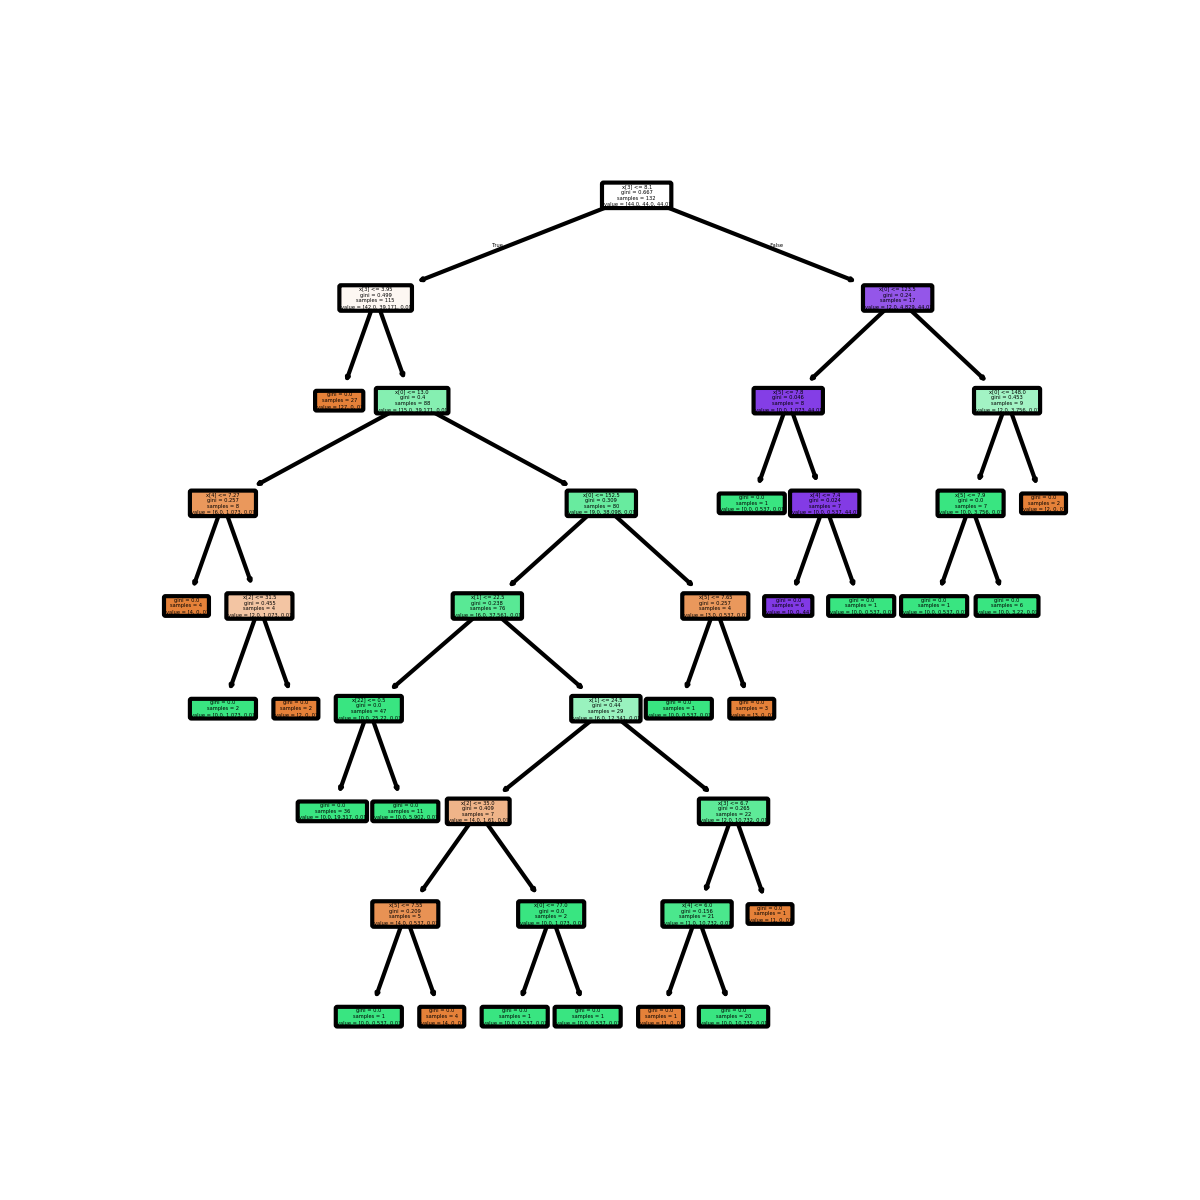 x[3] <= 8.1
gini = 0.667
samples = 132
value = [44.0, 44.0, 44.0]
True
False
x[3] <= 3.95
gini = 0.499
samples = 115
value = [42.0, 39.171, 0.0]
x[0] <= 123.8
gini = 0.24
samples = 17
value = [2.0, 4.829, 44.0]
gini = 0.0
samples = 27
value = [27, 0, 0]
x[0] <= 13.0
gini = 0.4
samples = 88
value = [15.0, 39.171, 0.0]
gini = 0.046
samples = 8
value = [0.0, 1.073, 44.0]
x[0] <= 148.0
gini = 0.453
samples = 9
value = [2.0, 3.756, 0.0]
x[4] <= 7.27
gini = 0.257
samples = 8
value = [6.0, 1.073, 0.0]
x[0] <= 152.5
gini = 0.309
samples = 80
value = [9.0, 38.098, 0.0]
gini = 0.0
samples = 1
value = [0.0, 0.537, 0.0]
x[4] <= 7.4
gini = 0.024
samples = 7
value = [0.0, 0.537, 44.0]
x[5] <= 7.9
gini = 0.0
samples = 7
value = [0.0, 3.756, 0.0]
gini = 0.0
samples = 2
value = [2, 0, 0]
gini = 0.0
samples = 4
value = [4, 0, 0]
x[2] <= 31.5
gini = 0.455
samples = 4
value = [2.0, 1.073, 0.0]
x[1] <= 22.5
gini = 0.238
samples = 76
value = [6.0, 37.561, 0.0]
x[5] <= 7.65
gini = 0.257
samples = 4
value = [3.0, 0.537, 0.0]
gini = 0.0
samples = 6
value = [0, 0, 44]
gini = 0.0
samples = 1
value = [0.0, 0.537, 0.0]
gini = 0.0
samples = 1
value = [0.0, 0.537, 0.0]
gini = 0.0
samples = 6
value = [0.0, 3.22, 0.0]
gini = 0.0
samples = 2
value = [0.0, 1.073, 0.0]
gini = 0.0
samples = 2
value = [2, 0, 0]
x[22] <= 0.5
gini = 0.0
samples = 47
value = [0.0, 25.22, 0.0]
x[1] <= 24.5
gini = 0.44
samples = 29
value = [6.0, 12.341, 0.0]
gini = 0.0
samples = 1
value = [0.0, 0.537, 0.0]
gini = 0.0
samples = 3
value = [3, 0, 0]
gini = 0.0
samples = 36
value = [0.0, 19.317, 0.0]
gini = 0.0
samples = 11
value = [0.0, 5.902, 0.0]
x[2] <= 35.0
gini = 0.409
samples = 7
value = [4.0, 1.61, 0.0]
x[3] <= 6.7
gini = 0.265
samples = 22
value = [2.0, 10.732, 0.0]
x[5] <= 7.55
gini = 0.209
samples = 5
value = [4.0, 0.537, 0.0]
x[0] <= 77.0
gini = 0.0
samples = 2
value = [0.0, 1.073, 0.0]
x[4] <= 6.0
gini = 0.156
samples = 21
value = [1.0, 10.732, 0.0]
gini = 0.0
samples = 1
value = [1, 0, 0]
gini = 0.0
samples = 1
value = [0.0, 0.537, 0.0]
gini = 0.0
samples = 4
value = [4, 0, 0]
gini = 0.0
samples = 1
value = [0.0, 0.537, 0.0]
gini = 0.0
samples = 1
value = [0.0, 0.537, 0.0]
gini = 0.0
samples = 1
value = [1, 0, 0]
gini = 0.0
samples = 20
value = [0.0, 10.732, 0.0]